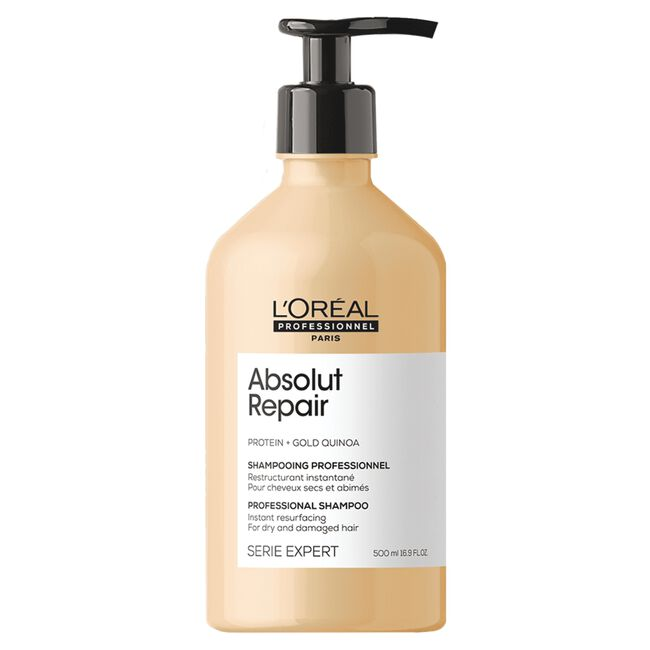 L'ORÉAL
PROFESSIONNEL
PARIS
Absolut
Repair
PROTEIN + GOLD QUINOA
SHAMPOOING PROFESSIONNEL
Restructurant instantané
Pour cheveux secs et abimés
PROFESSIONAL SHAMPOO
Instant resurfacing
For dry and damaged hair
SERIE EXPERT 500 ml 16.9 FL.OZ.